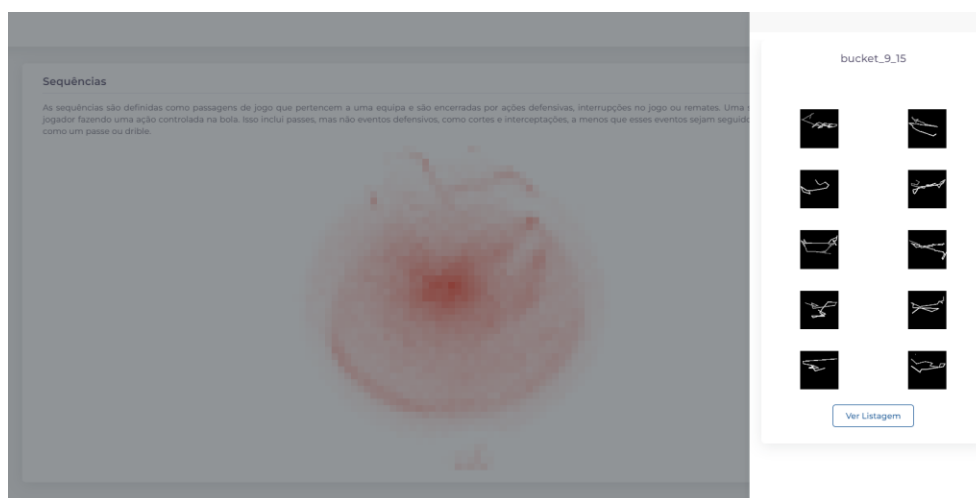 Sequências
As sequências são definidas como passagens de jogo que pertencem a uma equipa e são encerradas por ações defensivas, interrupções no jogo ou remates. Uma
jogador fazendo uma ação controlada na bola. Isso inclui passes, mas não eventos defensivos, como cortes e interceptações, a menos que esses eventos sejam seguido
como um passe ou drible.
bucket_9_15
Ver Listagem